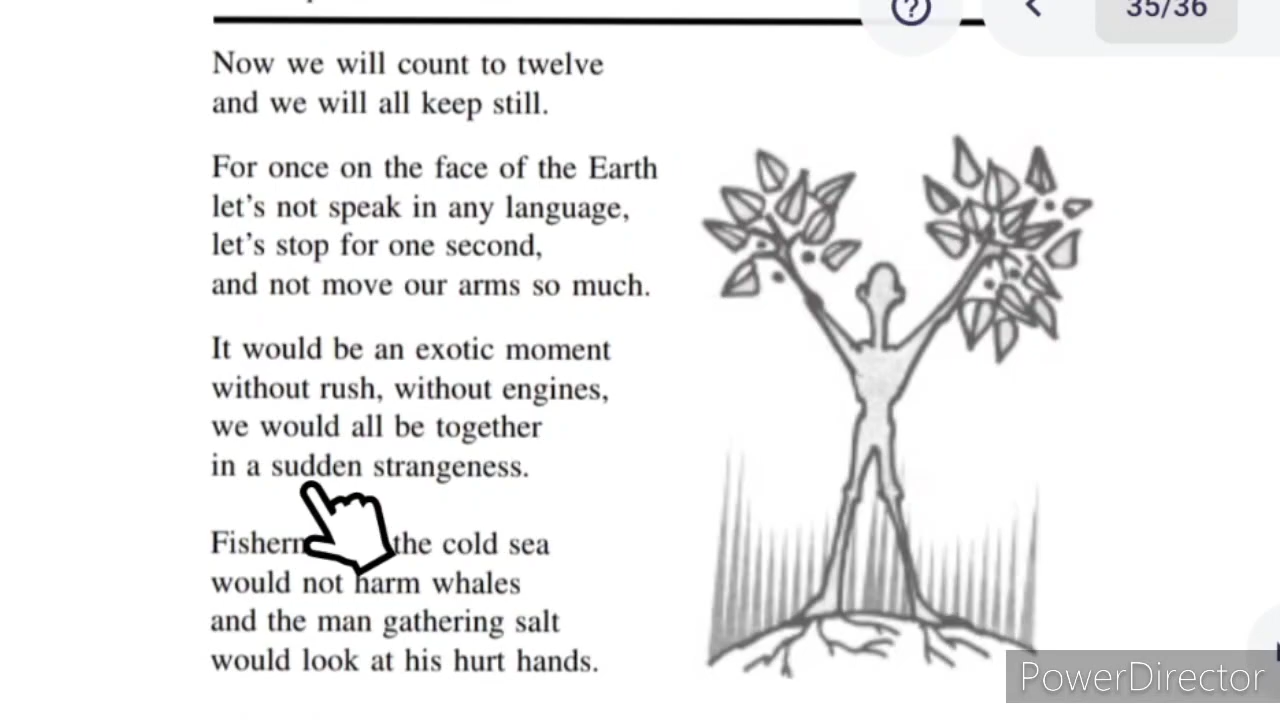 35/36
Now we will count to twelve
and we will all keep still.
For once on the face of the Earth
let's not speak in any language,
let's stop for one second,
and not move our arms so much.
It would be an exotic moment
without rush, without engines,
we would all be together
in a sudden strangeness.
the cold sea
would not harm whales
and the man gathering salt
would look at his hurt hands.
PowerDirector